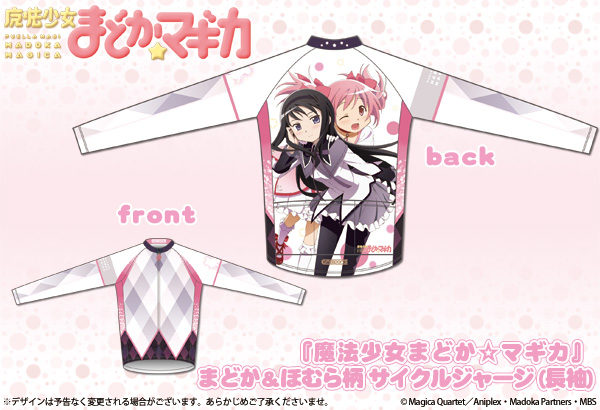 魔法少女
PUELLA MAGI
MADOKA
MAGICA
まどか☆マギカ
back
front
『魔法少女まどか☆マギカ』
まどか&ほむら柄 サイクルジャージ(長袖)
※デザインは予告なく変更される場合がございます。あらかじめご了承くださいませ。
© Magica Quartet／Aniplex・Madoka Partners・MBS